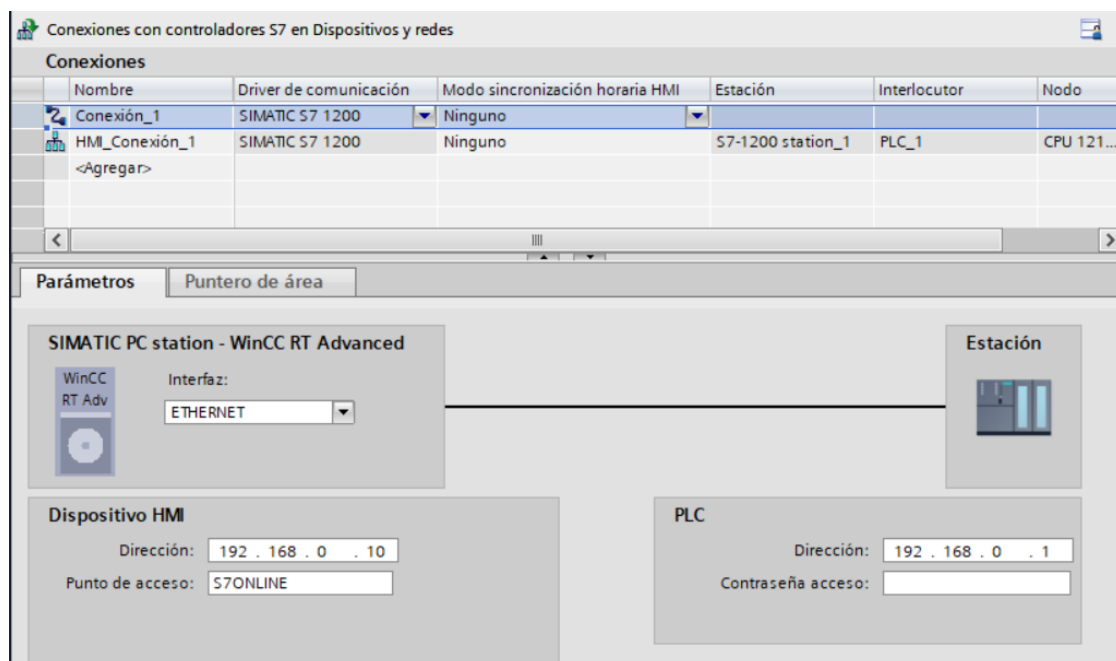 Conexiones con controladores S7 en Dispositivos y redes
Conexiones
Nombre Driver de comunicación Modo sincronización horaria HMI Estación Interlocutor Nodo
Conexión_1 SIMATIC S7 1200 Ninguno
HMI_Conexión_1 SIMATIC S7 1200 Ninguno S7-1200 station_1 PLC_1 CPU 121...
<Agregar>
Parámetros Puntero de área
SIMATIC PC station - WinCC RT Advanced Estación
WinCC Interfaz:
RT Adv
ETHERNET
Dispositivo HMI PLC
Dirección: 192 . 168 . 0 . 10 Dirección: 192 . 168 . 0 . 1
Punto de acceso: S7ONLINE Contraseña acceso: